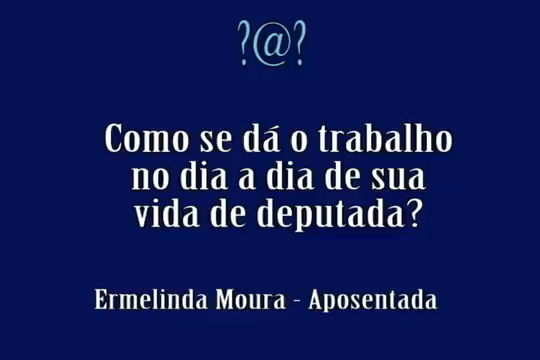 ?@?
Como se dá o trabalho
no dia a dia de sua
vida de deputada?
Ermelinda Moura - Aposentada